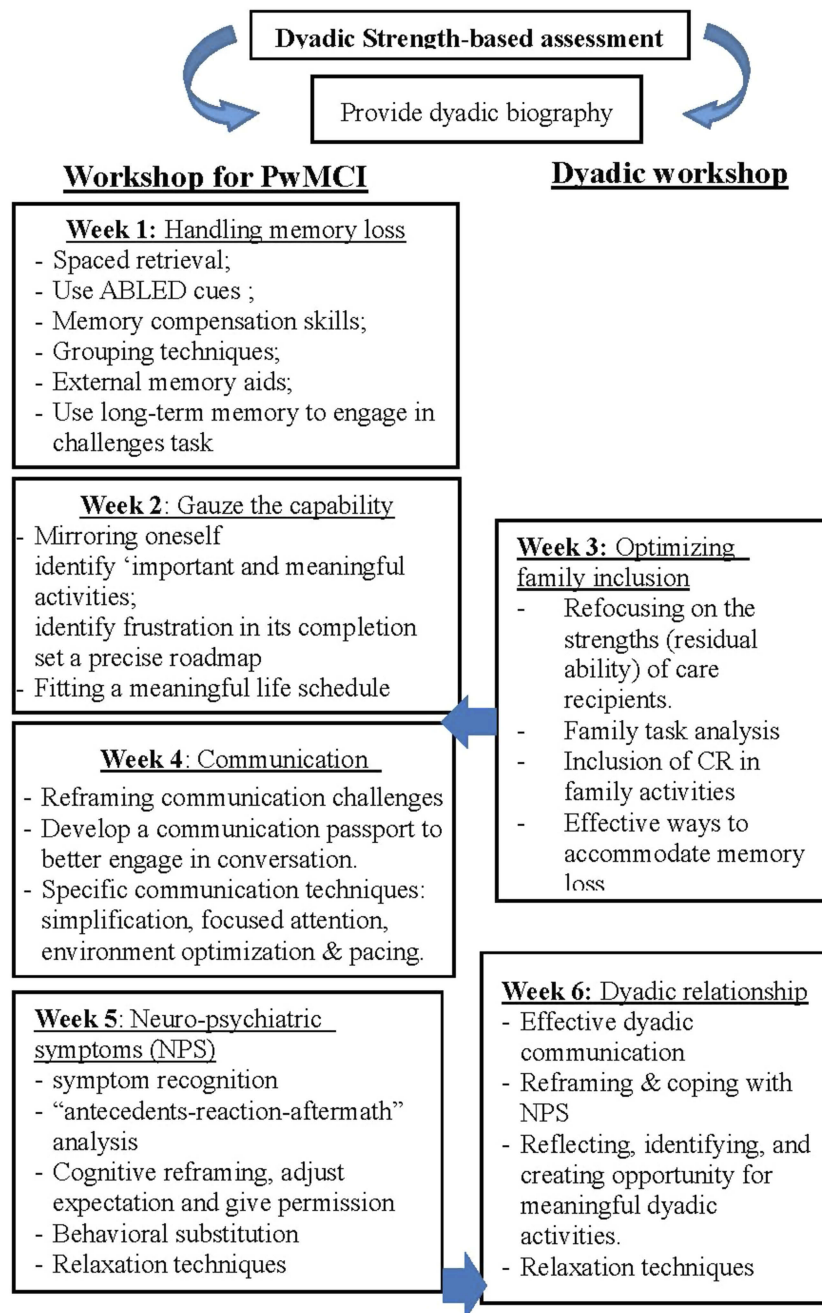 Dyadic Strength-based assessment
Provide dyadic biography
Workshop for PwMCI
Dyadic workshop
Week 1: Handling memory loss
- Spaced retrieval;
- Use ABLED cues ;
- Memory compensation skills;
- Grouping techniques;
- External memory aids;
- Use long-term memory to engage in
challenges task
Week 2: Gauze the capability
- Mirroring oneself
identify ‘important and meaningful
activities;
identify frustration in its completion
set a precise roadmap
- Fitting a meaningful life schedule
Week 3: Optimizing
family inclusion
- Refocusing on the
strengths (residual
ability) of care
recipients.
- Family task analysis
- Inclusion of CR in
family activities
- Effective ways to
accommodate memory
loss
Week 4: Communication
- Reframing communication challenges
- Develop a communication passport to
better engage in conversation.
- Specific communication techniques:
simplification, focused attention,
environment optimization & pacing.
Week 5: Neuro-psychiatric
symptoms (NPS)
- symptom recognition
- “antecedents-reaction-aftermath”
analysis
- Cognitive reframing, adjust
expectation and give permission
- Behavioral substitution
- Relaxation techniques
Week 6: Dyadic relationship
- Effective dyadic
communication
- Reframing & coping with
NPS
- Reflecting, identifying, and
creating opportunity for
meaningful dyadic
activities.
- Relaxation techniques